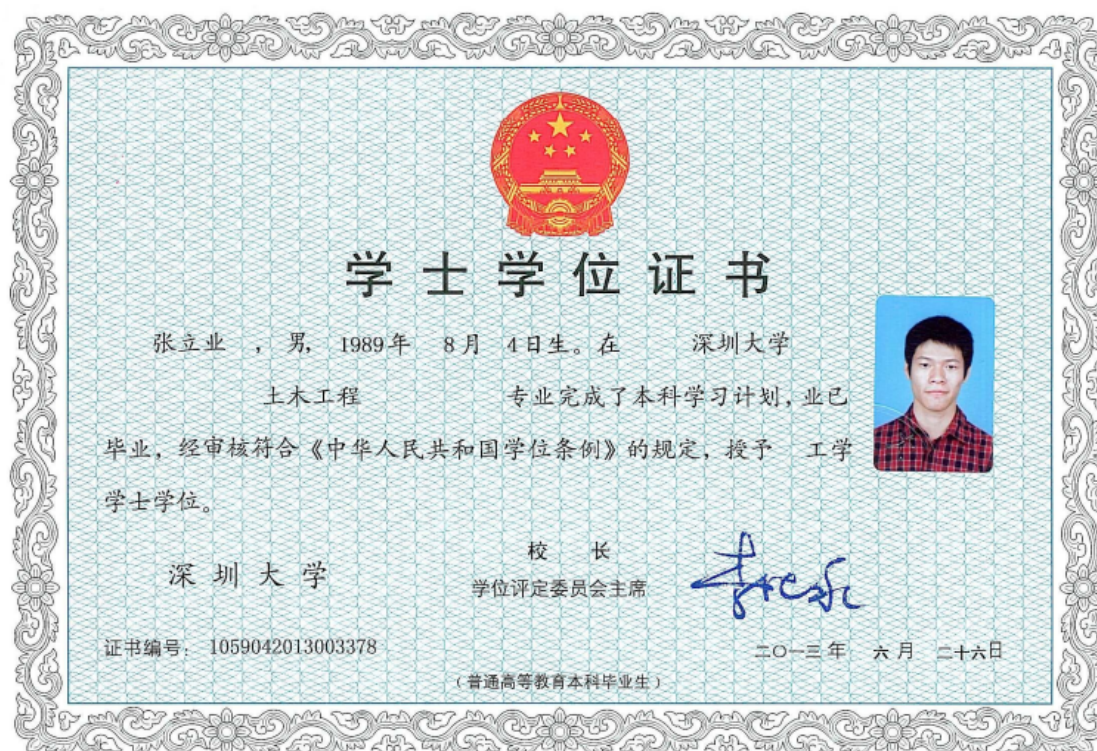 学士学位证书
张立业 , 男, 1989年 8月 4日生。在 深圳大学
土木工程 专业完成了本科学习计划, 业已
毕业, 经审核符合《中华人民共和国学位条例》的规定, 授予 工学
学士学位。
深圳大学
校 长
学位评定委员会主席
证书编号: 1059042013003378
二〇一三年 六月 二十六日
(普通高等教育本科毕业生)